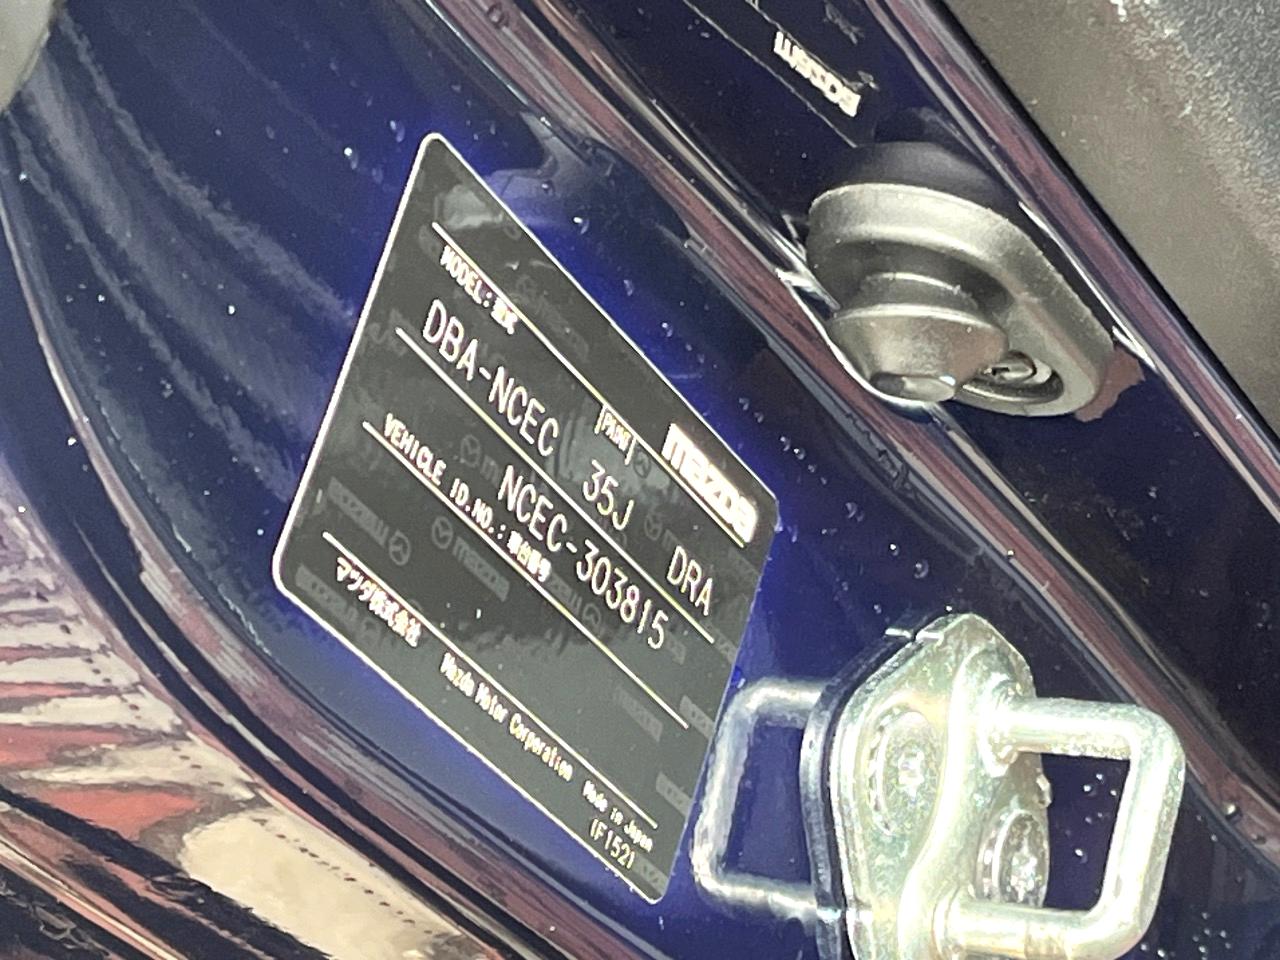 mazda
mazda
MODEL: 型式
PAINT
DBA-NCEC 35J DRA
NCEC-303815
VEHICLE ID.NO.: 車台番号
マツダ株式会社 Mazda Motor Corporation Made in Japan
(F152)